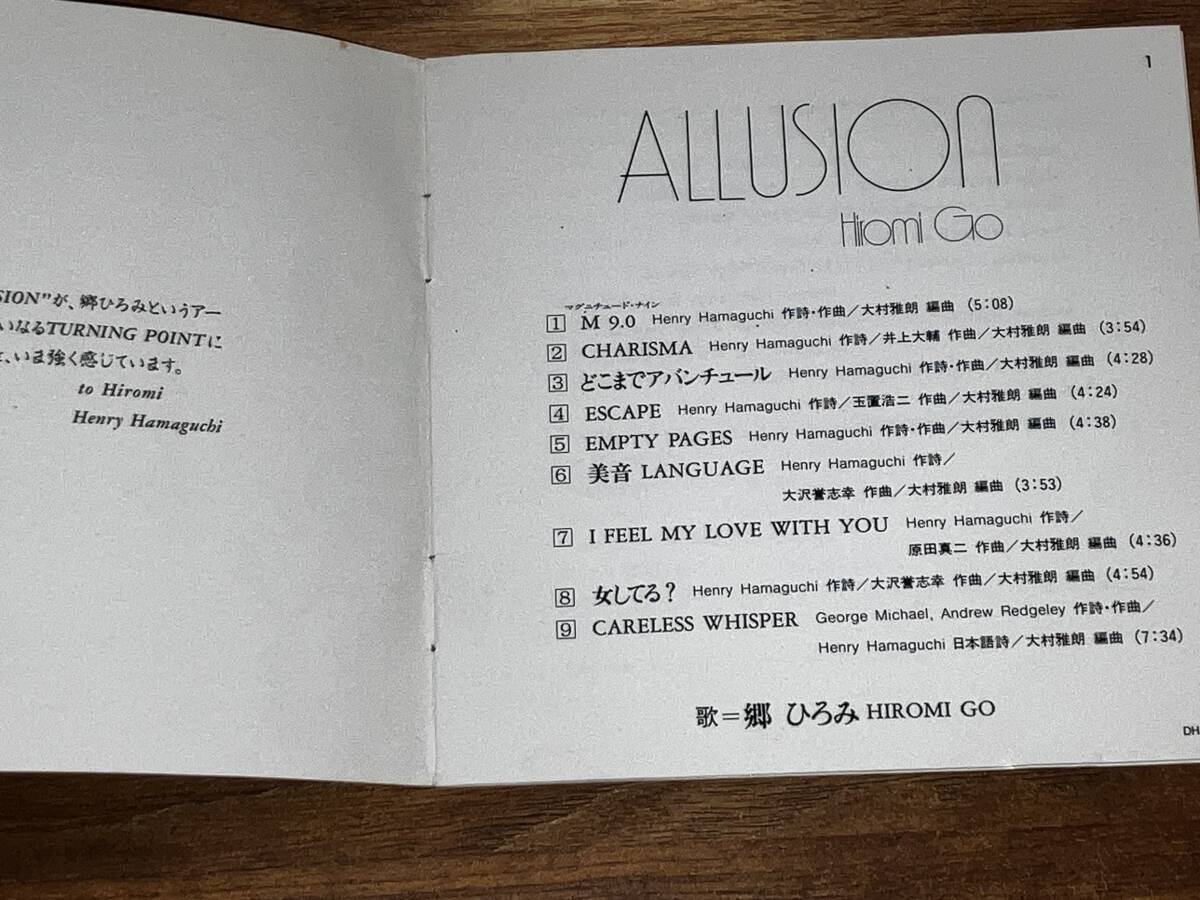 SION”が、郷ひろみというアー
いなるTURNING POINTに
、いま強く感じています。
to Hiromi
Henry Hamaguchi
1
ALLUSION
Hiromi Go
マグニチュード・ナイン
1 M 9.0 Henry Hamaguchi 作詩・作曲／大村雅朗 編曲 (5:08)
2 CHARISMA Henry Hamaguchi 作詩／井上大輔 作曲／大村雅朗 編曲 (3:54)
3 どこまでアバンチュール Henry Hamaguchi 作詩・作曲／大村雅朗 編曲 (4:28)
4 ESCAPE Henry Hamaguchi 作詩／玉置浩二 作曲／大村雅朗 編曲 (4:24)
5 EMPTY PAGES Henry Hamaguchi 作詩・作曲／大村雅朗 編曲 (4:38)
6 美音 LANGUAGE Henry Hamaguchi 作詩／
大沢誉志幸 作曲／大村雅朗 編曲 (3:53)
7 I FEEL MY LOVE WITH YOU Henry Hamaguchi 作詩／
原田真二 作曲／大村雅朗 編曲 (4:36)
8 女してる？ Henry Hamaguchi 作詩／大沢誉志幸 作曲／大村雅朗 編曲 (4:54)
9 CARELESS WHISPER George Michael, Andrew Redgeley 作詩・作曲／
Henry Hamaguchi 日本語詩／大村雅朗 編曲 (7:34)
歌＝郷 ひろみ HIROMI GO
DH